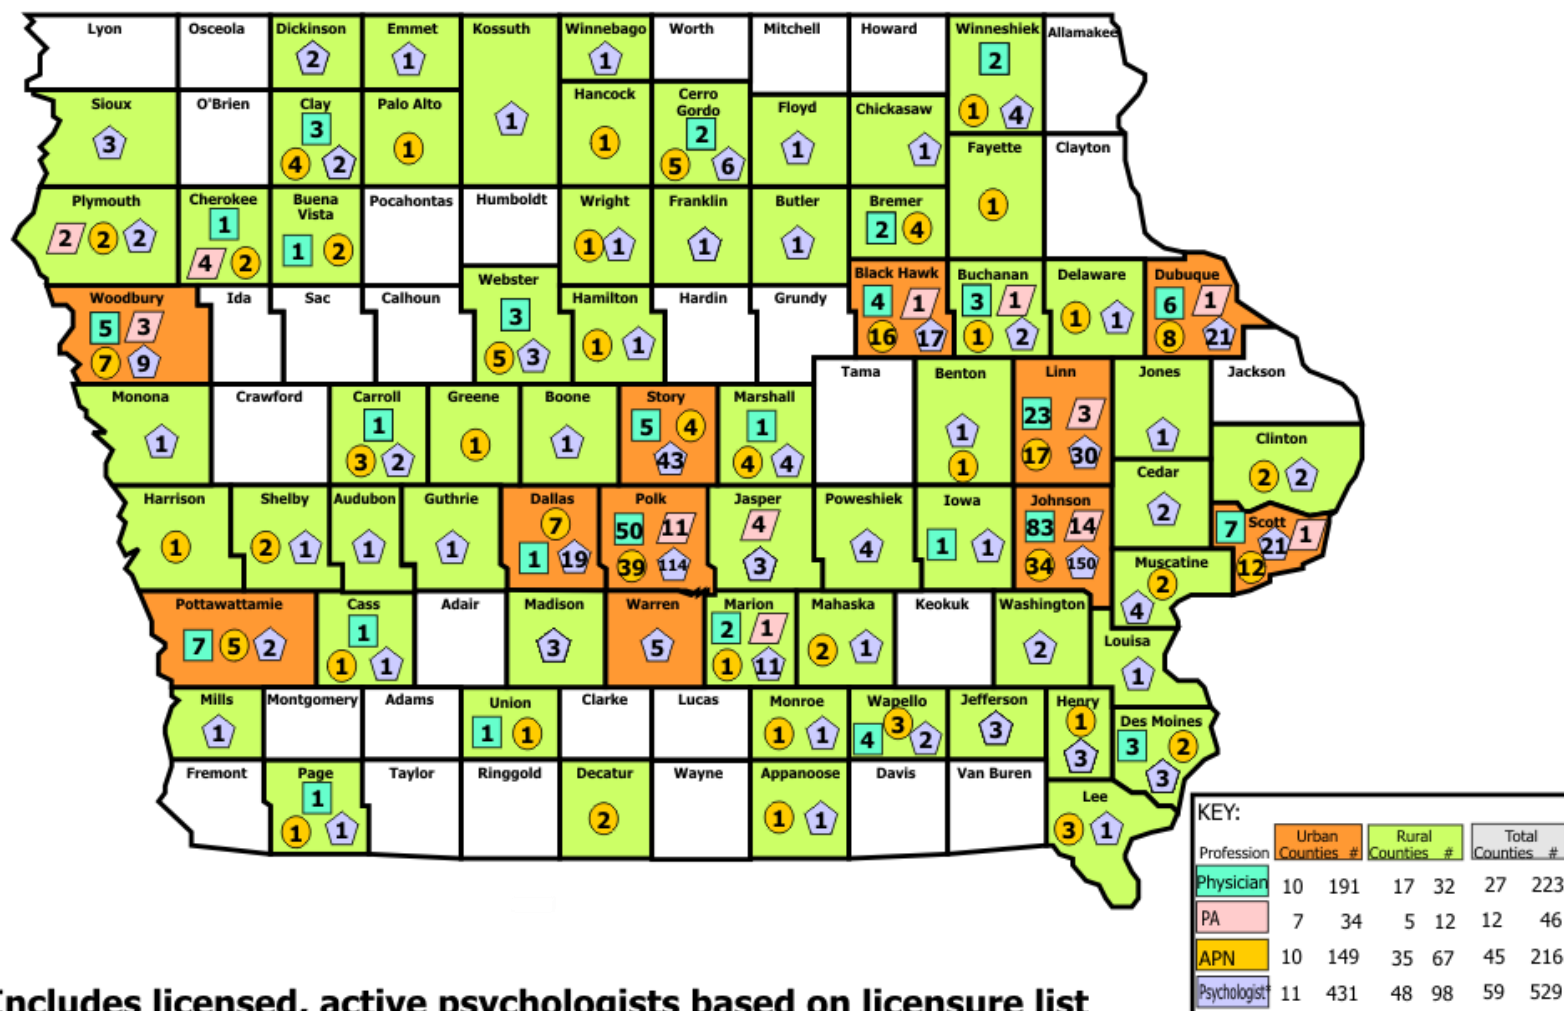 Lyon Osceola Dickinson Emmet Kossuth Winnebago Worth Mitchell Howard Winneshiek Allamakee
2 1 1 2
1 4
Sioux O'Brien Clay Palo Alto Hancock Cerro Gordo Floyd Chickasaw Fayette Clayton
3 3 4 2 1 1 1 2 5 6 1 1 1
Plymouth Cherokee Buena Vista Pocahontas Humboldt Wright Franklin Butler Bremer
2 2 2 1 4 2 1 2 1 1 1 1 2 4
Woodbury Ida Sac Calhoun Webster Hamilton Hardin Grundy Black Hawk Buchanan Delaware Dubuque
5 3 7 9 3 5 3 1 1 4 1 16 17 3 1 1 2 1 1 6 1 8 21
Monona Crawford Carroll Greene Boone Story Marshall Tama Benton Linn Jones Jackson
1 1 3 2 1 1 5 4 43 1 4 4 1 1 23 3 17 30 1
Clinton
2 2
Cedar
2
Harrison Shelby Audubon Guthrie Dallas Polk Jasper Poweshiek Iowa Johnson Scott
1 2 1 1 1 7 1 19 50 11 39 114 4 3 4 1 1 83 14 34 150 7 1 21 12
Muscatine
2 4
Pottawattamie Cass Adair Madison Warren Marion Mahaska Keokuk Washington Louisa
7 5 2 1 1 1 3 5 2 1 1 11 2 1 2 1
Mills Montgomery Adams Union Clarke Lucas Monroe Wapello Jefferson Henry Des Moines
1 1 1 1 1 4 3 2 3 1 3 3 2 3
Fremont Page Taylor Ringgold Decatur Wayne Appanoose Davis Van Buren Lee
1 1 1 2 1 1 3 1
KEY:
Urban Rural Total
Profession Counties # Counties # Counties #
Physician 10 191 17 32 27 223
PA 7 34 5 12 12 46
APN 10 149 35 67 45 216
Psychologist* 11 431 48 98 59 529
Includes licensed, active psychologists based on licensure list